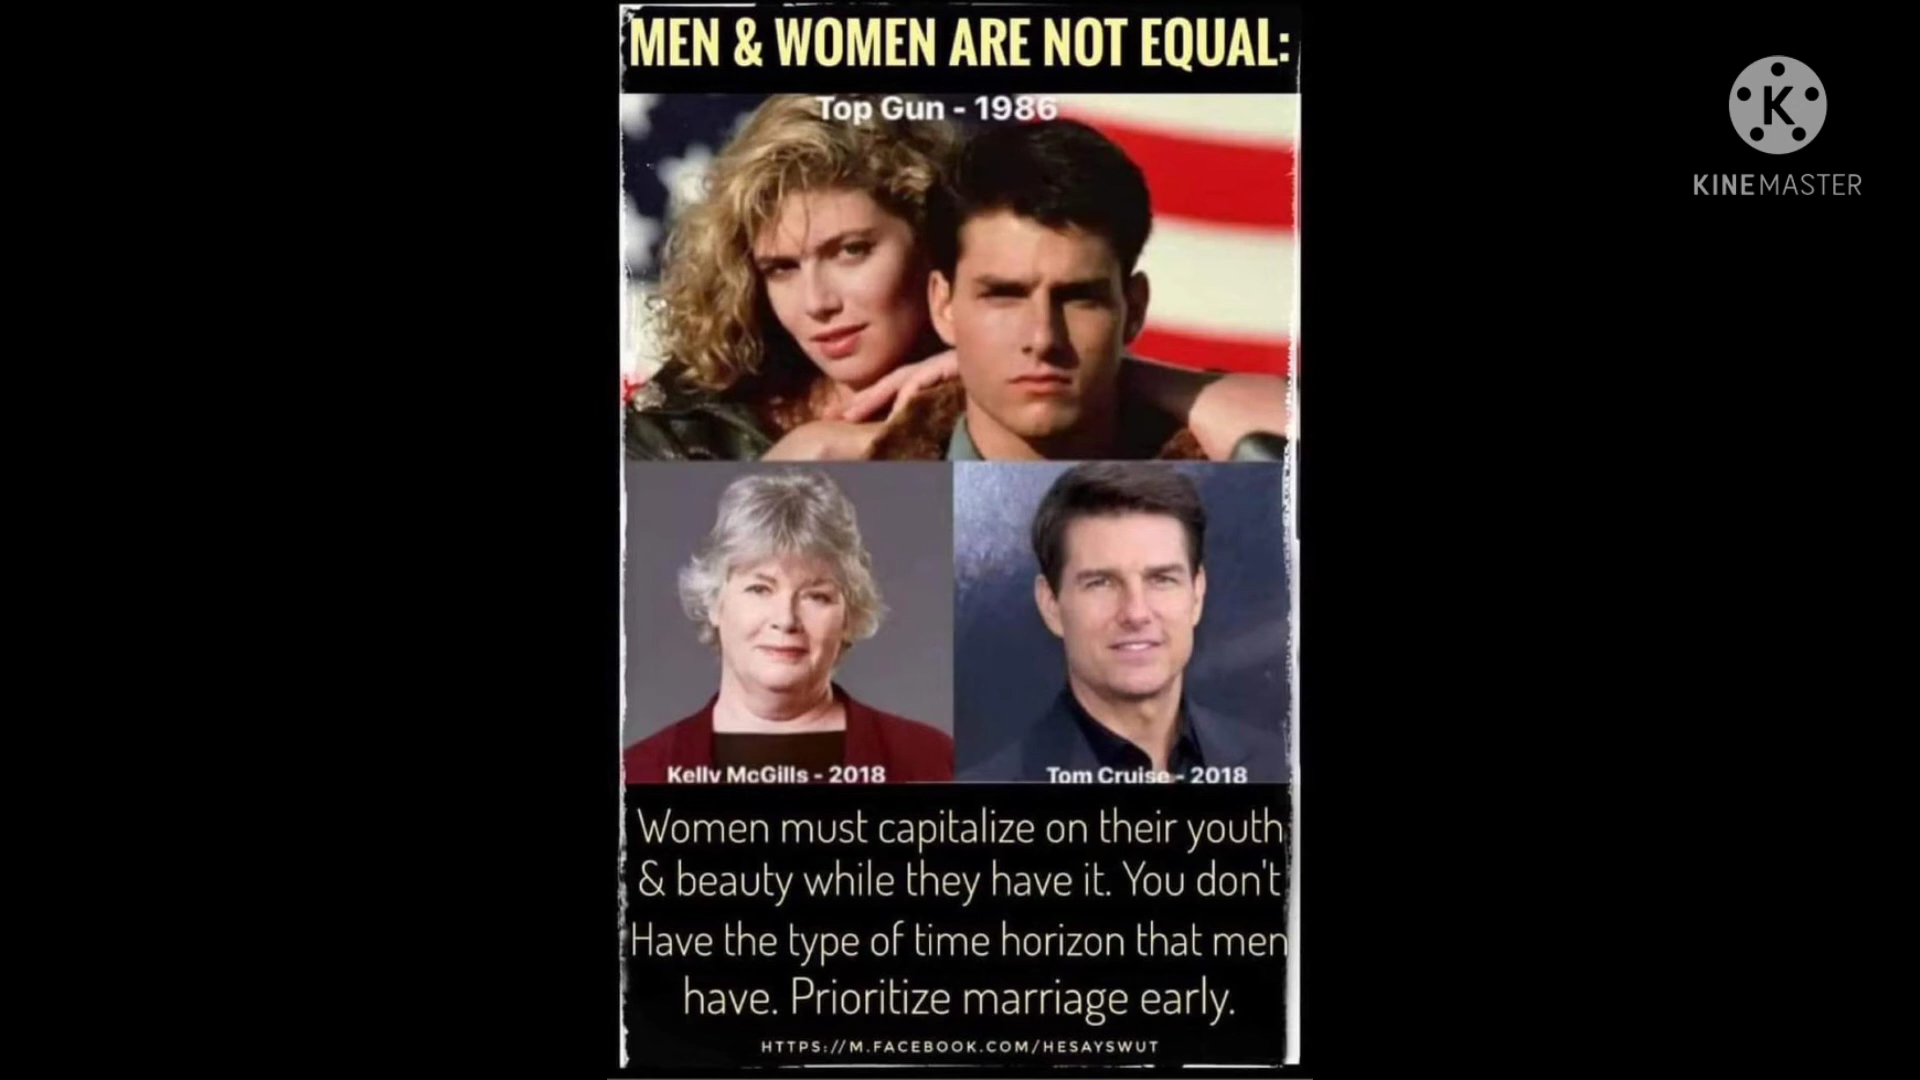 MEN & WOMEN ARE NOT EQUAL:
Top Gun - 1986
KINEMASTER
Kelly McGills - 2018
Tom Cruise - 2018
Women must capitalize on their youth
& beauty while they have it. You don't
Have the type of time horizon that men
have. Prioritize marriage early.
HTTPS://M.FACEBOOK.COM/HESAYSWUT